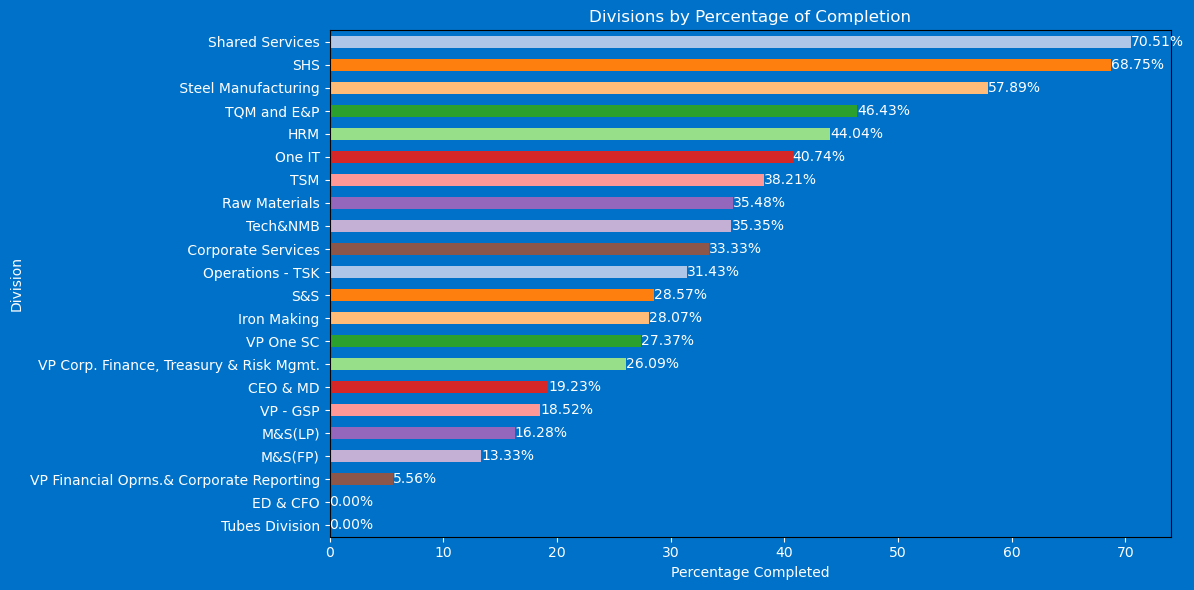 Divisions by Percentage of Completion
Shared Services 70.51%
SHS 68.75%
Steel Manufacturing 57.89%
TQM and E&P 46.43%
HRM 44.04%
One IT 40.74%
TSM 38.21%
Raw Materials 35.48%
Tech&NMB 35.35%
Corporate Services 33.33%
Operations - TSK 31.43%
S&S 28.57%
Iron Making 28.07%
VP One SC 27.37%
VP Corp. Finance, Treasury & Risk Mgmt. 26.09%
CEO & MD 19.23%
VP - GSP 18.52%
M&S(LP) 16.28%
M&S(FP) 13.33%
VP Financial Oprns.& Corporate Reporting 5.56%
ED & CFO 0.00%
Tubes Division 0.00%
Division
0 10 20 30 40 50 60 70
Percentage Completed